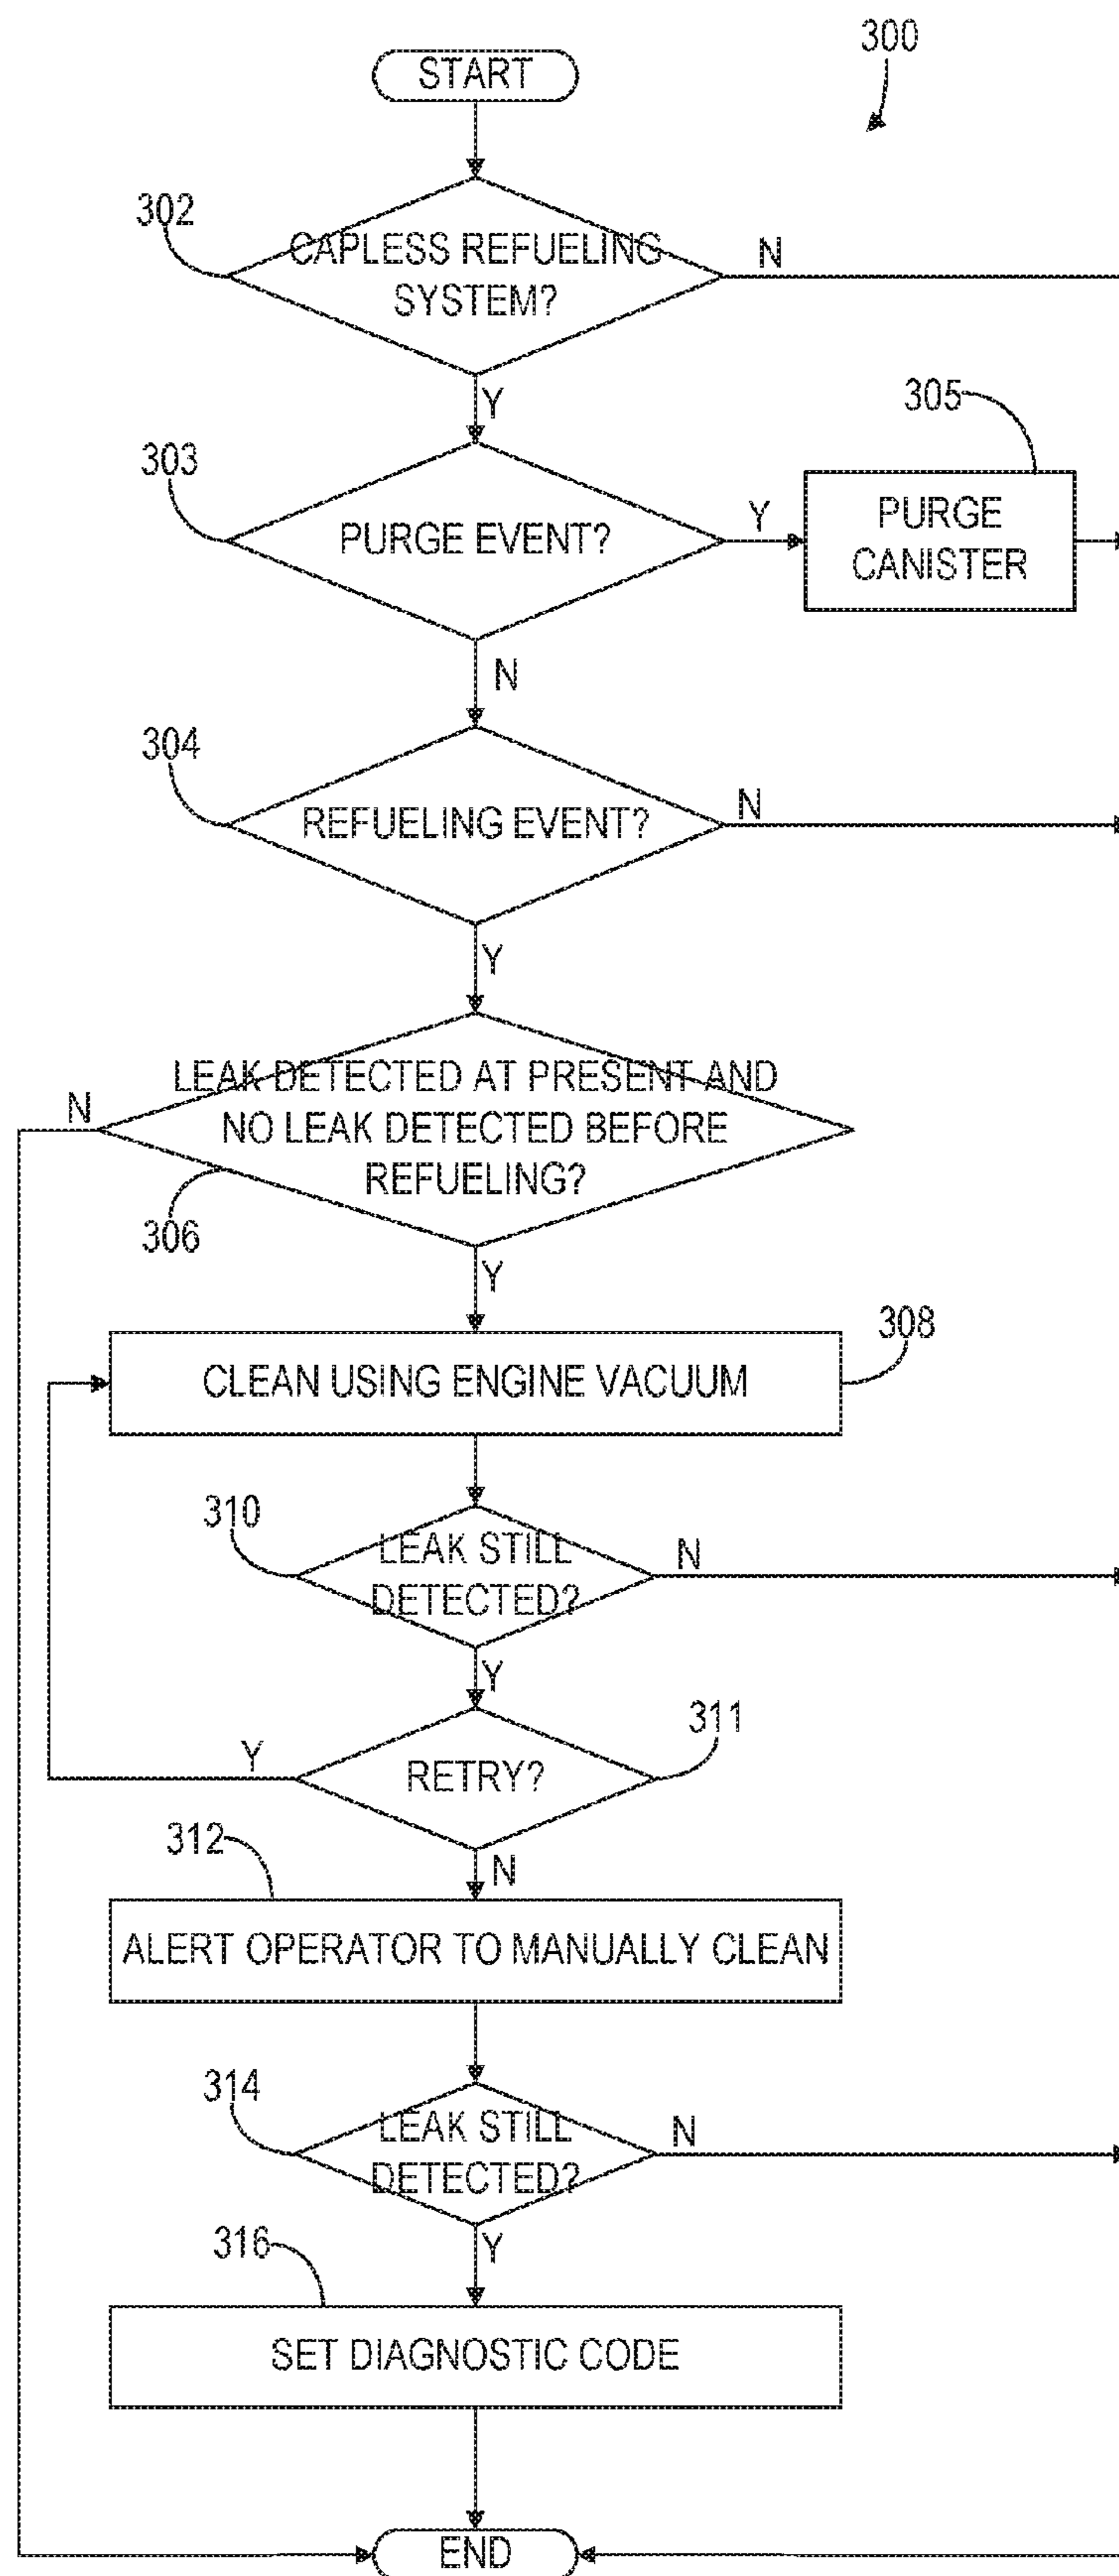 300
START
302
CAPLESS REFUELING
SYSTEM?
N
Y
305
303
PURGE EVENT?
Y
PURGE
CANISTER
N
304
REFUELING EVENT?
N
Y
LEAK DETECTED AT PRESENT AND
NO LEAK DETECTED BEFORE
REFUELING?
N
306
Y
308
CLEAN USING ENGINE VACUUM
310
LEAK STILL
DETECTED?
N
Y
311
RETRY?
Y
312
N
ALERT OPERATOR TO MANUALLY CLEAN
314
LEAK STILL
DETECTED?
N
Y
316
SET DIAGNOSTIC CODE
END